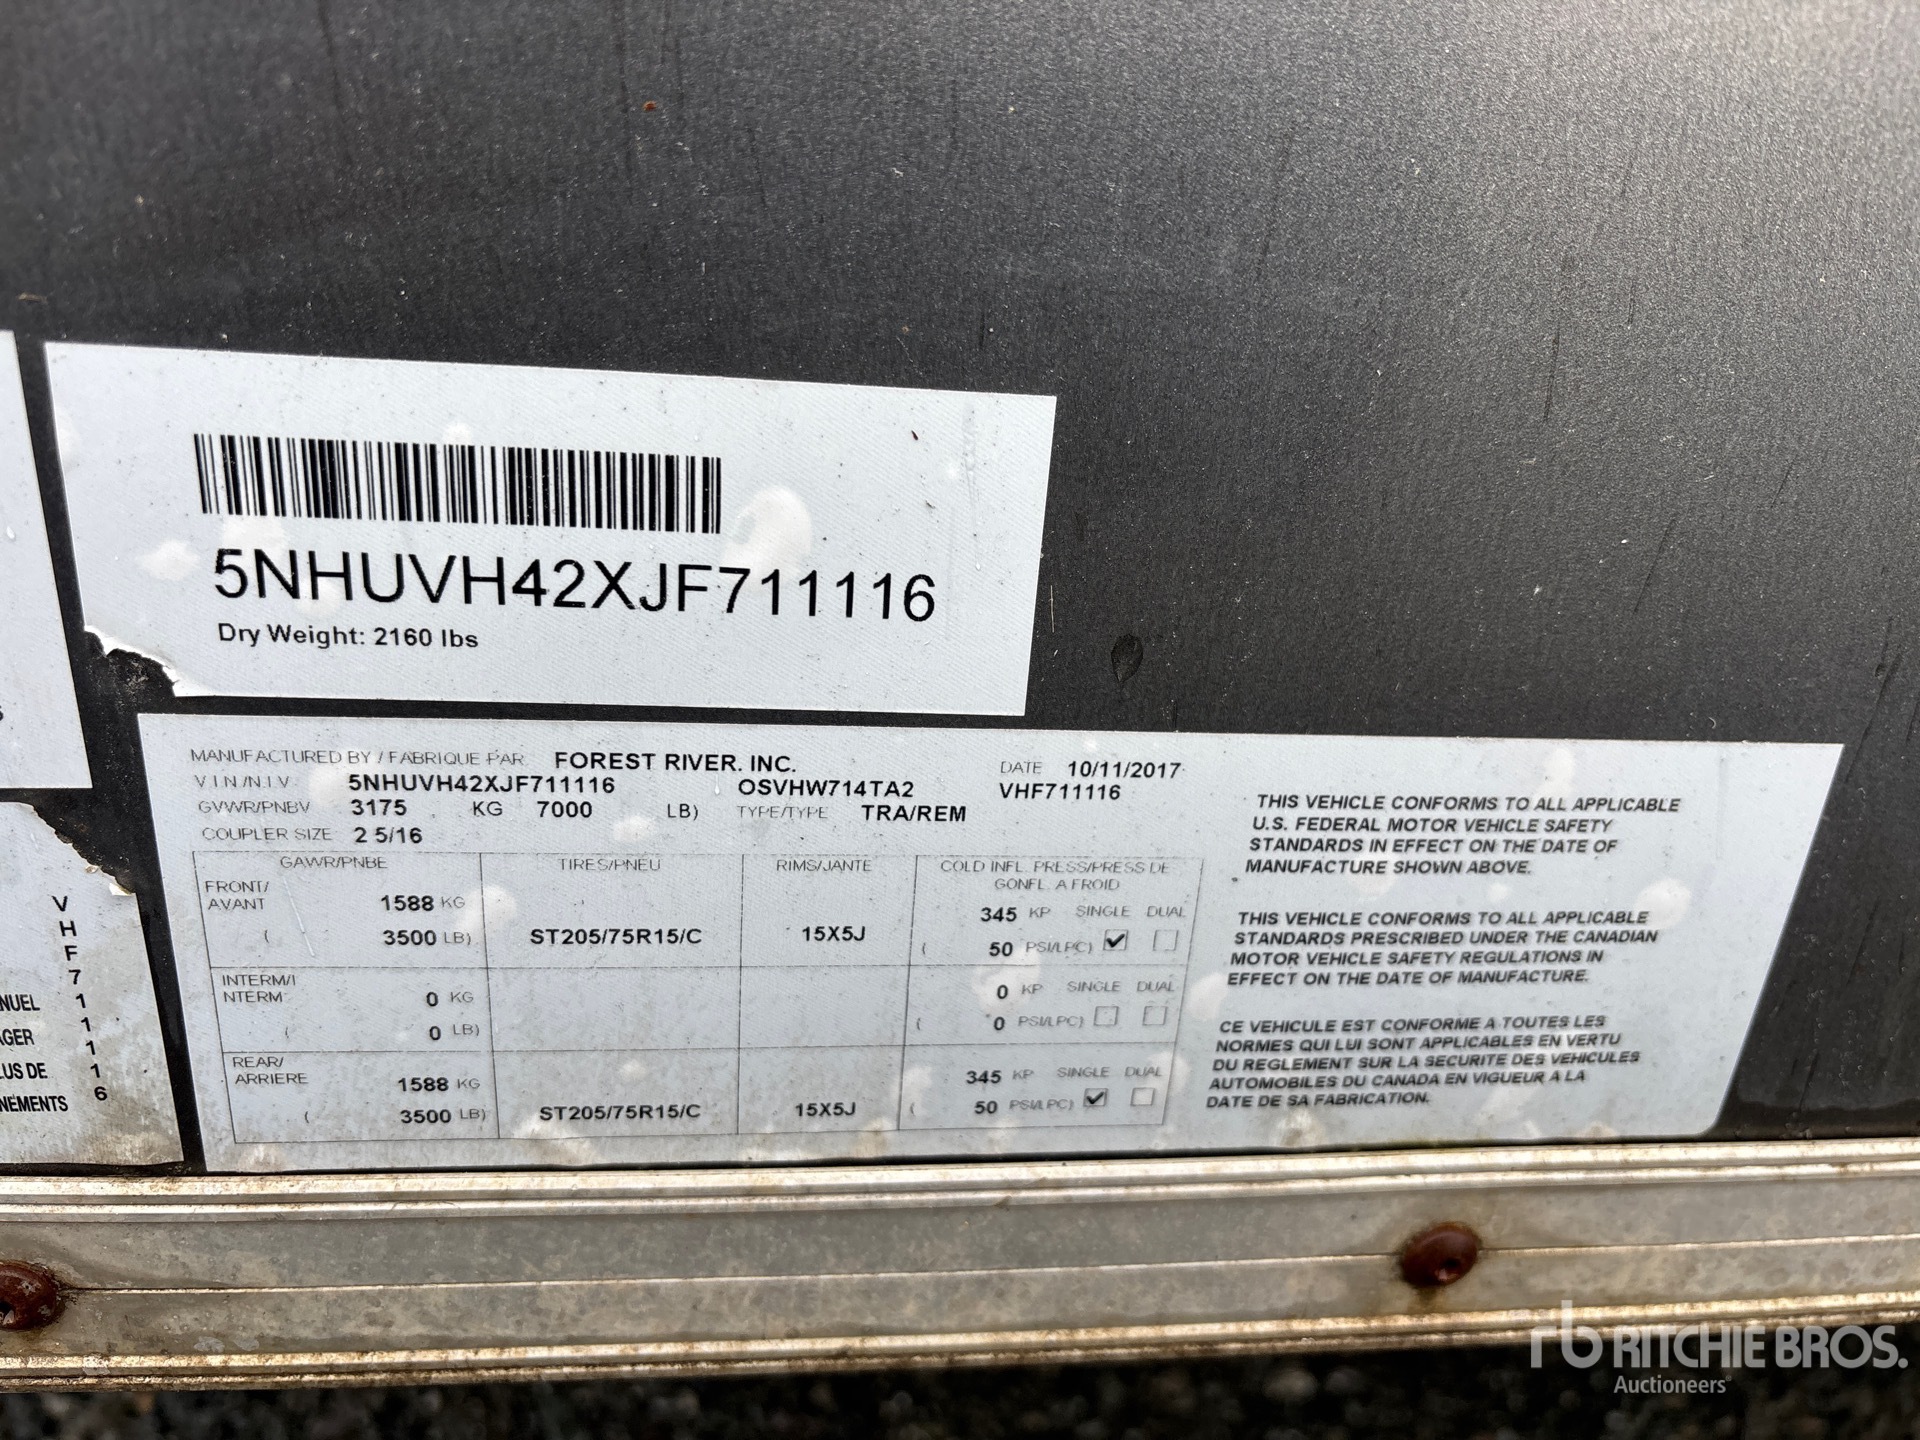 5NHUVH42XJF711116
Dry Weight: 2160 lbs
MANUFACTURED BY / FABRIQUE PAR FOREST RIVER. INC. DATE 10/11/2017
V I N /N I V 5NHUVH42XJF711116 OSVHW714TA2 VHF711116
GVWR/PNBV 3175 KG 7000 LB) TYPE/TYPE TRA/REM
COUPLER SIZE 2 5/16
GAWR/PNBE TIRES/PNEU RIMS/JANTE COLD INFL. PRESS/PRESS DE
GONFL. A FROID
FRONT/
AVANT 1588 KG 345 KP SINGLE DUAL
( 3500 LB) ST205/75R15/C 15X5J ( 50 PSI/LPC)
INTERM/I
NTERM 0 KG 0 KP SINGLE DUAL
( 0 LB) ( 0 PSI/LPC)
REAR/
ARRIERE 1588 KG 345 KP SINGLE DUAL
( 3500 LB) ST205/75R15/C 15X5J ( 50 PSI/LPC)
THIS VEHICLE CONFORMS TO ALL APPLICABLE
U.S. FEDERAL MOTOR VEHICLE SAFETY
STANDARDS IN EFFECT ON THE DATE OF
MANUFACTURE SHOWN ABOVE.
THIS VEHICLE CONFORMS TO ALL APPLICABLE
STANDARDS PRESCRIBED UNDER THE CANADIAN
MOTOR VEHICLE SAFETY REGULATIONS IN
EFFECT ON THE DATE OF MANUFACTURE.
CE VEHICULE EST CONFORME A TOUTES LES
NORMES QUI LUI SONT APPLICABLES EN VERTU
DU REGLEMENT SUR LA SECURITE DES VEHICULES
AUTOMOBILES DU CANADA EN VIGUEUR A LA
DATE DE SA FABRICATION.
VHF711116
NUEL
AGER
LUS DE
NEMENTS
rb RITCHIE BROS.
Auctioneers